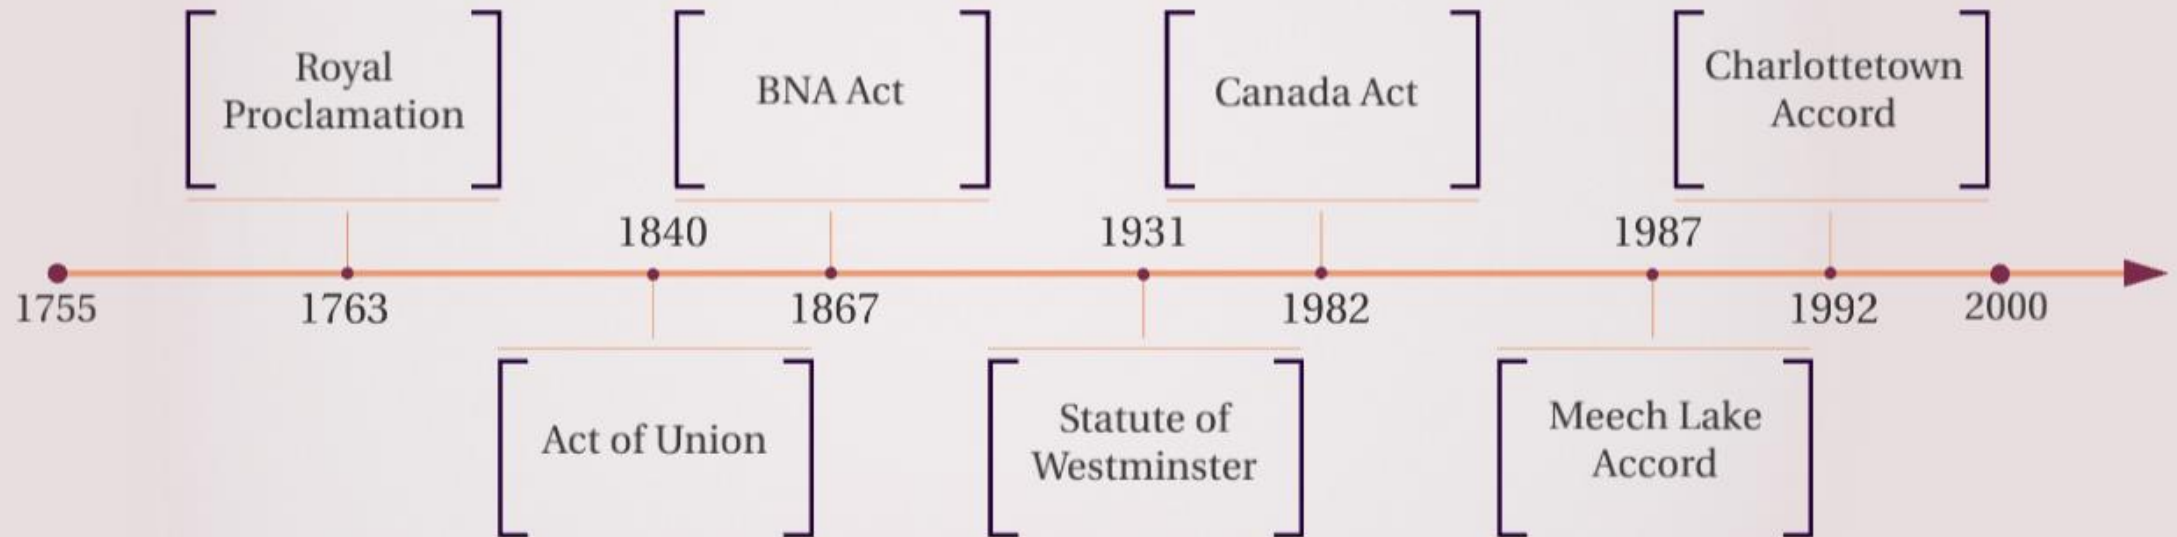 Royal
Proclamation
BNA Act
Canada Act
Charlottetown
Accord
1840
1931
1987
1755
1763
1867
1982
1992
2000
Act of Union
Statute of
Westminster
Meech Lake
Accord